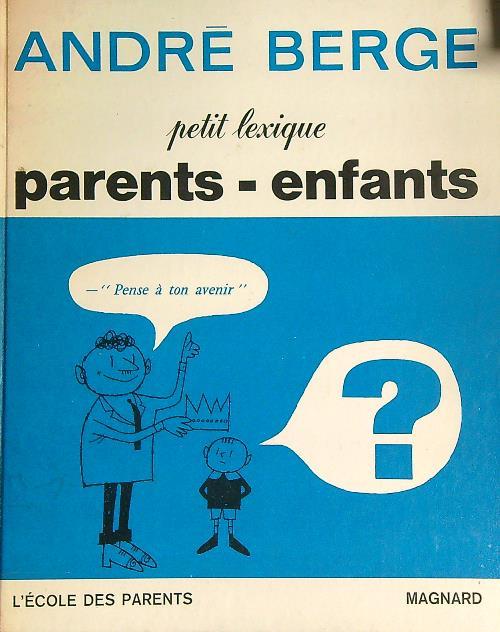 ANDRÉ BERGE
petit lexique
parents - enfants
— "Pense à ton avenir"
?
L'ÉCOLE DES PARENTS
MAGNARD